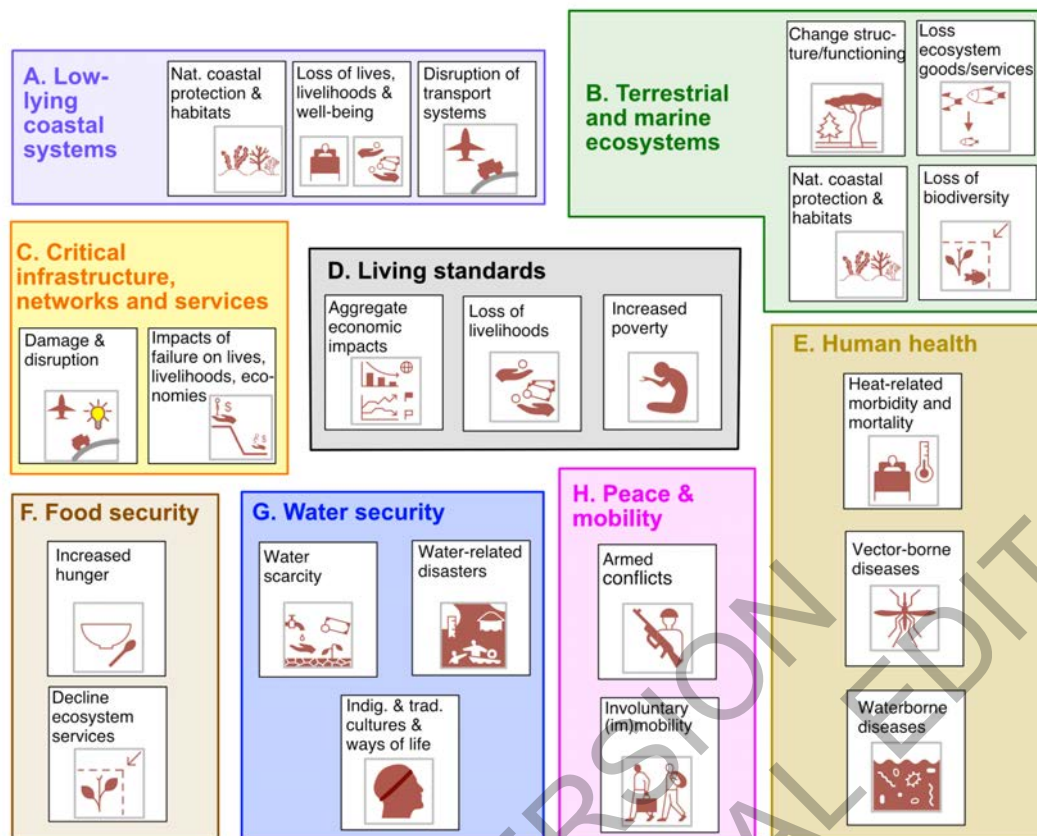 A. Low-
lying
coastal
systems
Nat. coastal
protection &
habitats
Loss of lives,
livelihoods &
well-being
Disruption of
transport
systems
B. Terrestrial
and marine
ecosystems
Change struc-
ture/functioning
Loss
ecosystem
goods/services
Nat. coastal
protection &
habitats
Loss of
biodiversity
C. Critical
infrastructure,
networks and services
Damage &
disruption
Impacts of
failure on lives,
livelihoods, eco-
nomies
$
$
D. Living standards
Aggregate
economic
impacts
Loss of
livelihoods
Increased
poverty
E. Human health
Heat-related
morbidity and
mortality
Vector-borne
diseases
Waterborne
diseases
F. Food security
Increased
hunger
Decline
ecosystem
services
G. Water security
Water
scarcity
Water-related
disasters
Indig. & trad.
cultures &
ways of life
H. Peace &
mobility
Armed
conflicts
Involuntary
(im)mobility